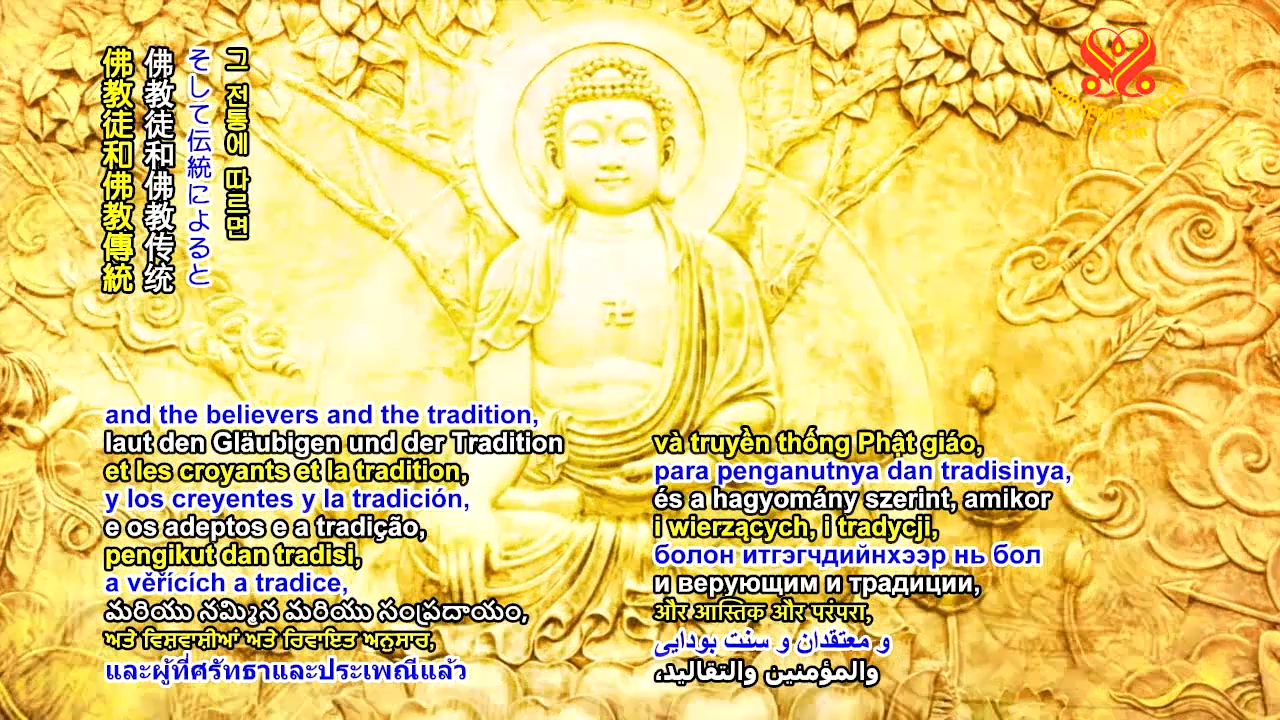 佛教徒和佛教傳統
佛教徒和佛教传统
そして伝統によると
그 전통에 따르면
and the believers and the tradition,
laut den Gläubigen und der Tradition
et les croyants et la tradition,
y los creyentes y la tradición,
e os adeptos e a tradição,
pengikut dan tradisi,
a věřících a tradice,
మరియు నమ్మిన మరియు సంప్రదాయం,
ਅਤੇ ਵਿਸ਼ਵਾਸ਼ੀਆਂ ਅਤੇ ਰਿਵਾਇਤ ਅਨੁਸਾਰ,
และผู้ที่ศรัทธาและประเพณีแล้ว
và truyền thống Phật giáo,
para penganutnya dan tradisinya,
és a hagyomány szerint, amikor
i wierzących, i tradycji,
болон итгэгчдийнхээр нь бол
и верующим и традиции,
और आस्तिक और परंपरा,
و معتقدان و سنت بودایی
والمؤمنين والتقاليد،